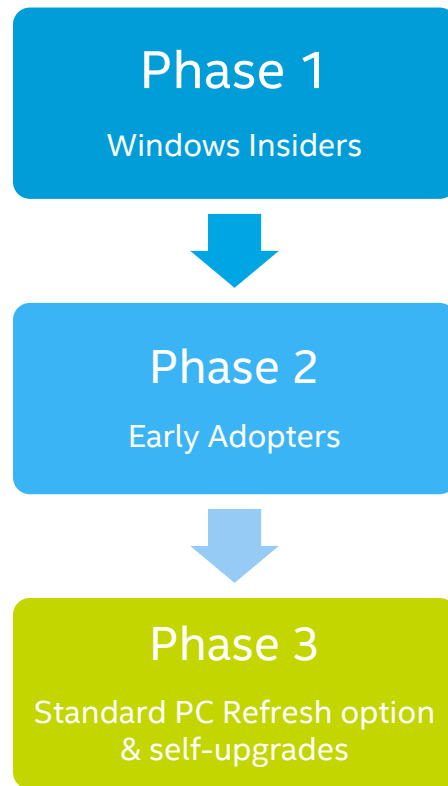 Phase 1
Windows Insiders
Phase 2
Early Adopters
Phase 3
Standard PC Refresh option
& self-upgrades